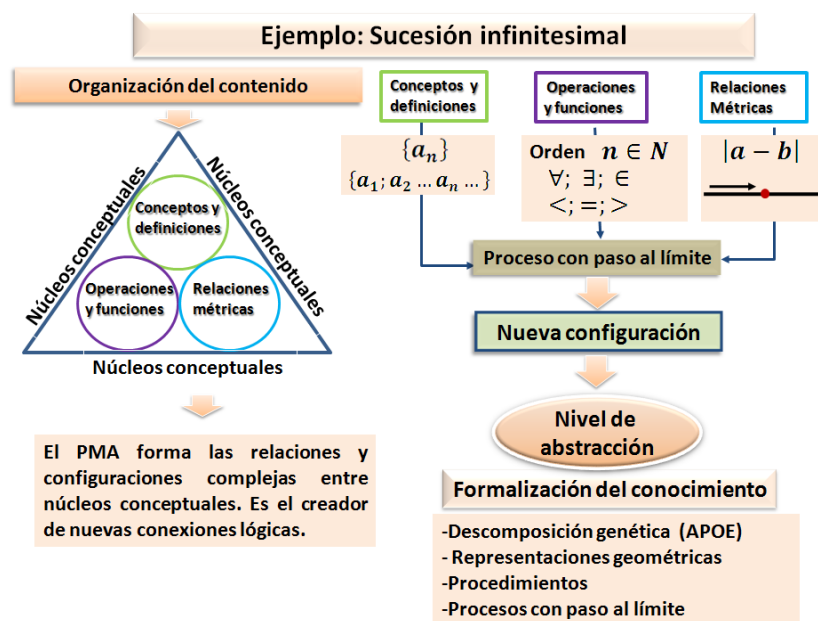 Ejemplo: Sucesión infinitesimal
Organización del contenido
Núcleos conceptuales
Núcleos conceptuales
Conceptos y
definiciones
Operaciones
y funciones
Relaciones
métricas
Núcleos conceptuales
El PMA forma las relaciones y
configuraciones complejas entre
núcleos conceptuales. Es el creador
de nuevas conexiones lógicas.
Conceptos y
definiciones
{aₙ}
{a₁; a₂ … aₙ …}
Operaciones
y funciones
Orden n ∈ N
∀; ∃; ∈
<; =; >
Relaciones
Métricas
|a − b|
Proceso con paso al límite
Nueva configuración
Nivel de
abstracción
Formalización del conocimiento
-Descomposición genética (APOE)
- Representaciones geométricas
-Procedimientos
-Procesos con paso al límite